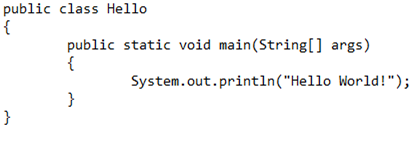 public class Hello
{
        public static void main(String[] args)
        {
                System.out.println("Hello World!");
        }
}